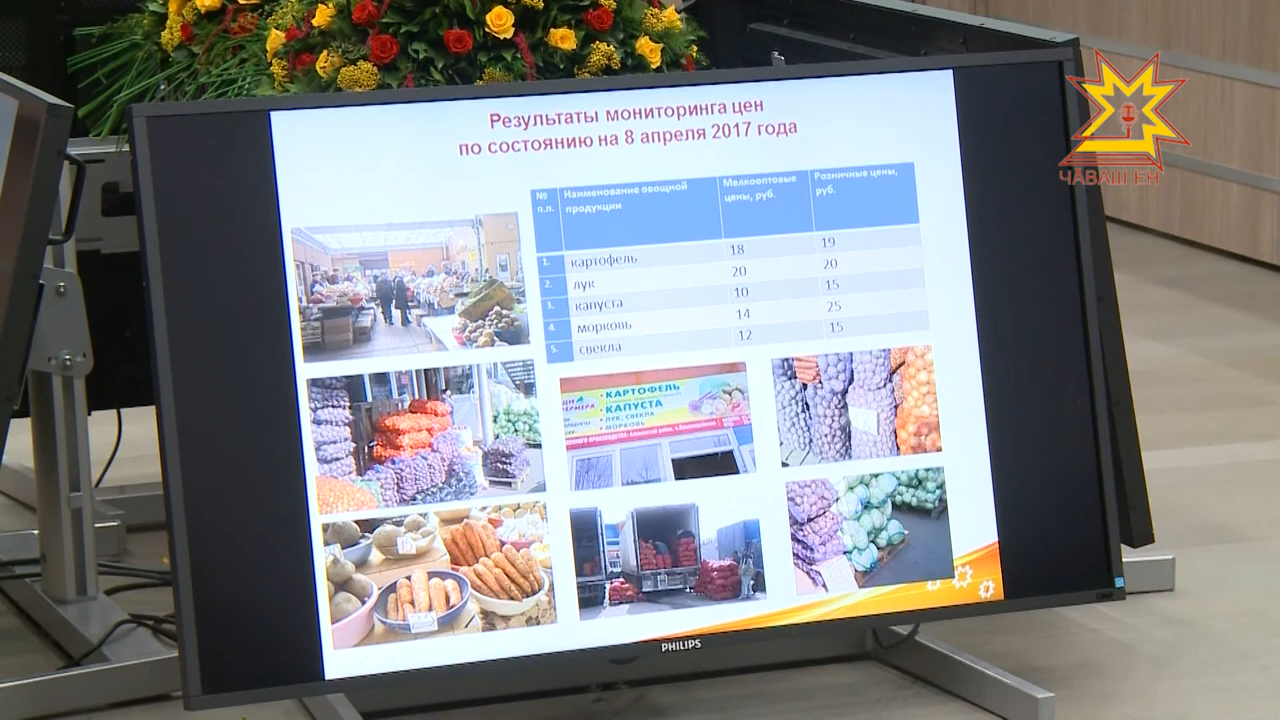 Результаты мониторинга цен
по состоянию на 8 апреля 2017 года
№ п.п. Наименование овощной продукции Мелкооптовые цены, руб. Розничные цены, руб.
1. картофель 18 19
2. лук 20 20
3. капуста 10 15
4. морковь 14 25
5. свекла 12 15
• КАРТОФЕЛЬ
• КАПУСТА
• ЛУК, СВЕКЛА
• МОРКОВЬ
PHILIPS
ЧӐВАШ ЕН